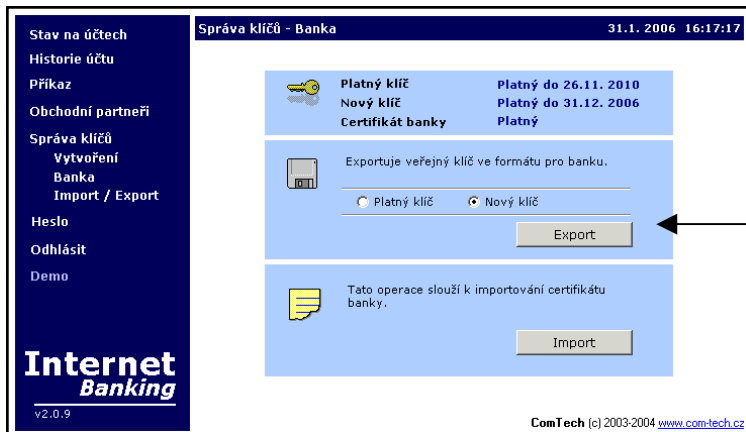 Stav na účtech
Historie účtu
Příkaz
Obchodní partneři
Správa klíčů
Vytvoření
Banka
Import / Export
Heslo
Odhlásit
Demo
Internet
Banking
v2.0.9
Správa klíčů - Banka 31.1. 2006 16:17:17
Platný klíč Platný do 26.11. 2010
Nový klíč Platný do 31.12. 2006
Certifikát banky Platný
Exportuje veřejný klíč ve formátu pro banku.
Platný klíč Nový klíč
Export
Tato operace slouží k importování certifikátu
banky.
Import
ComTech (c) 2003-2004 www.com-tech.cz